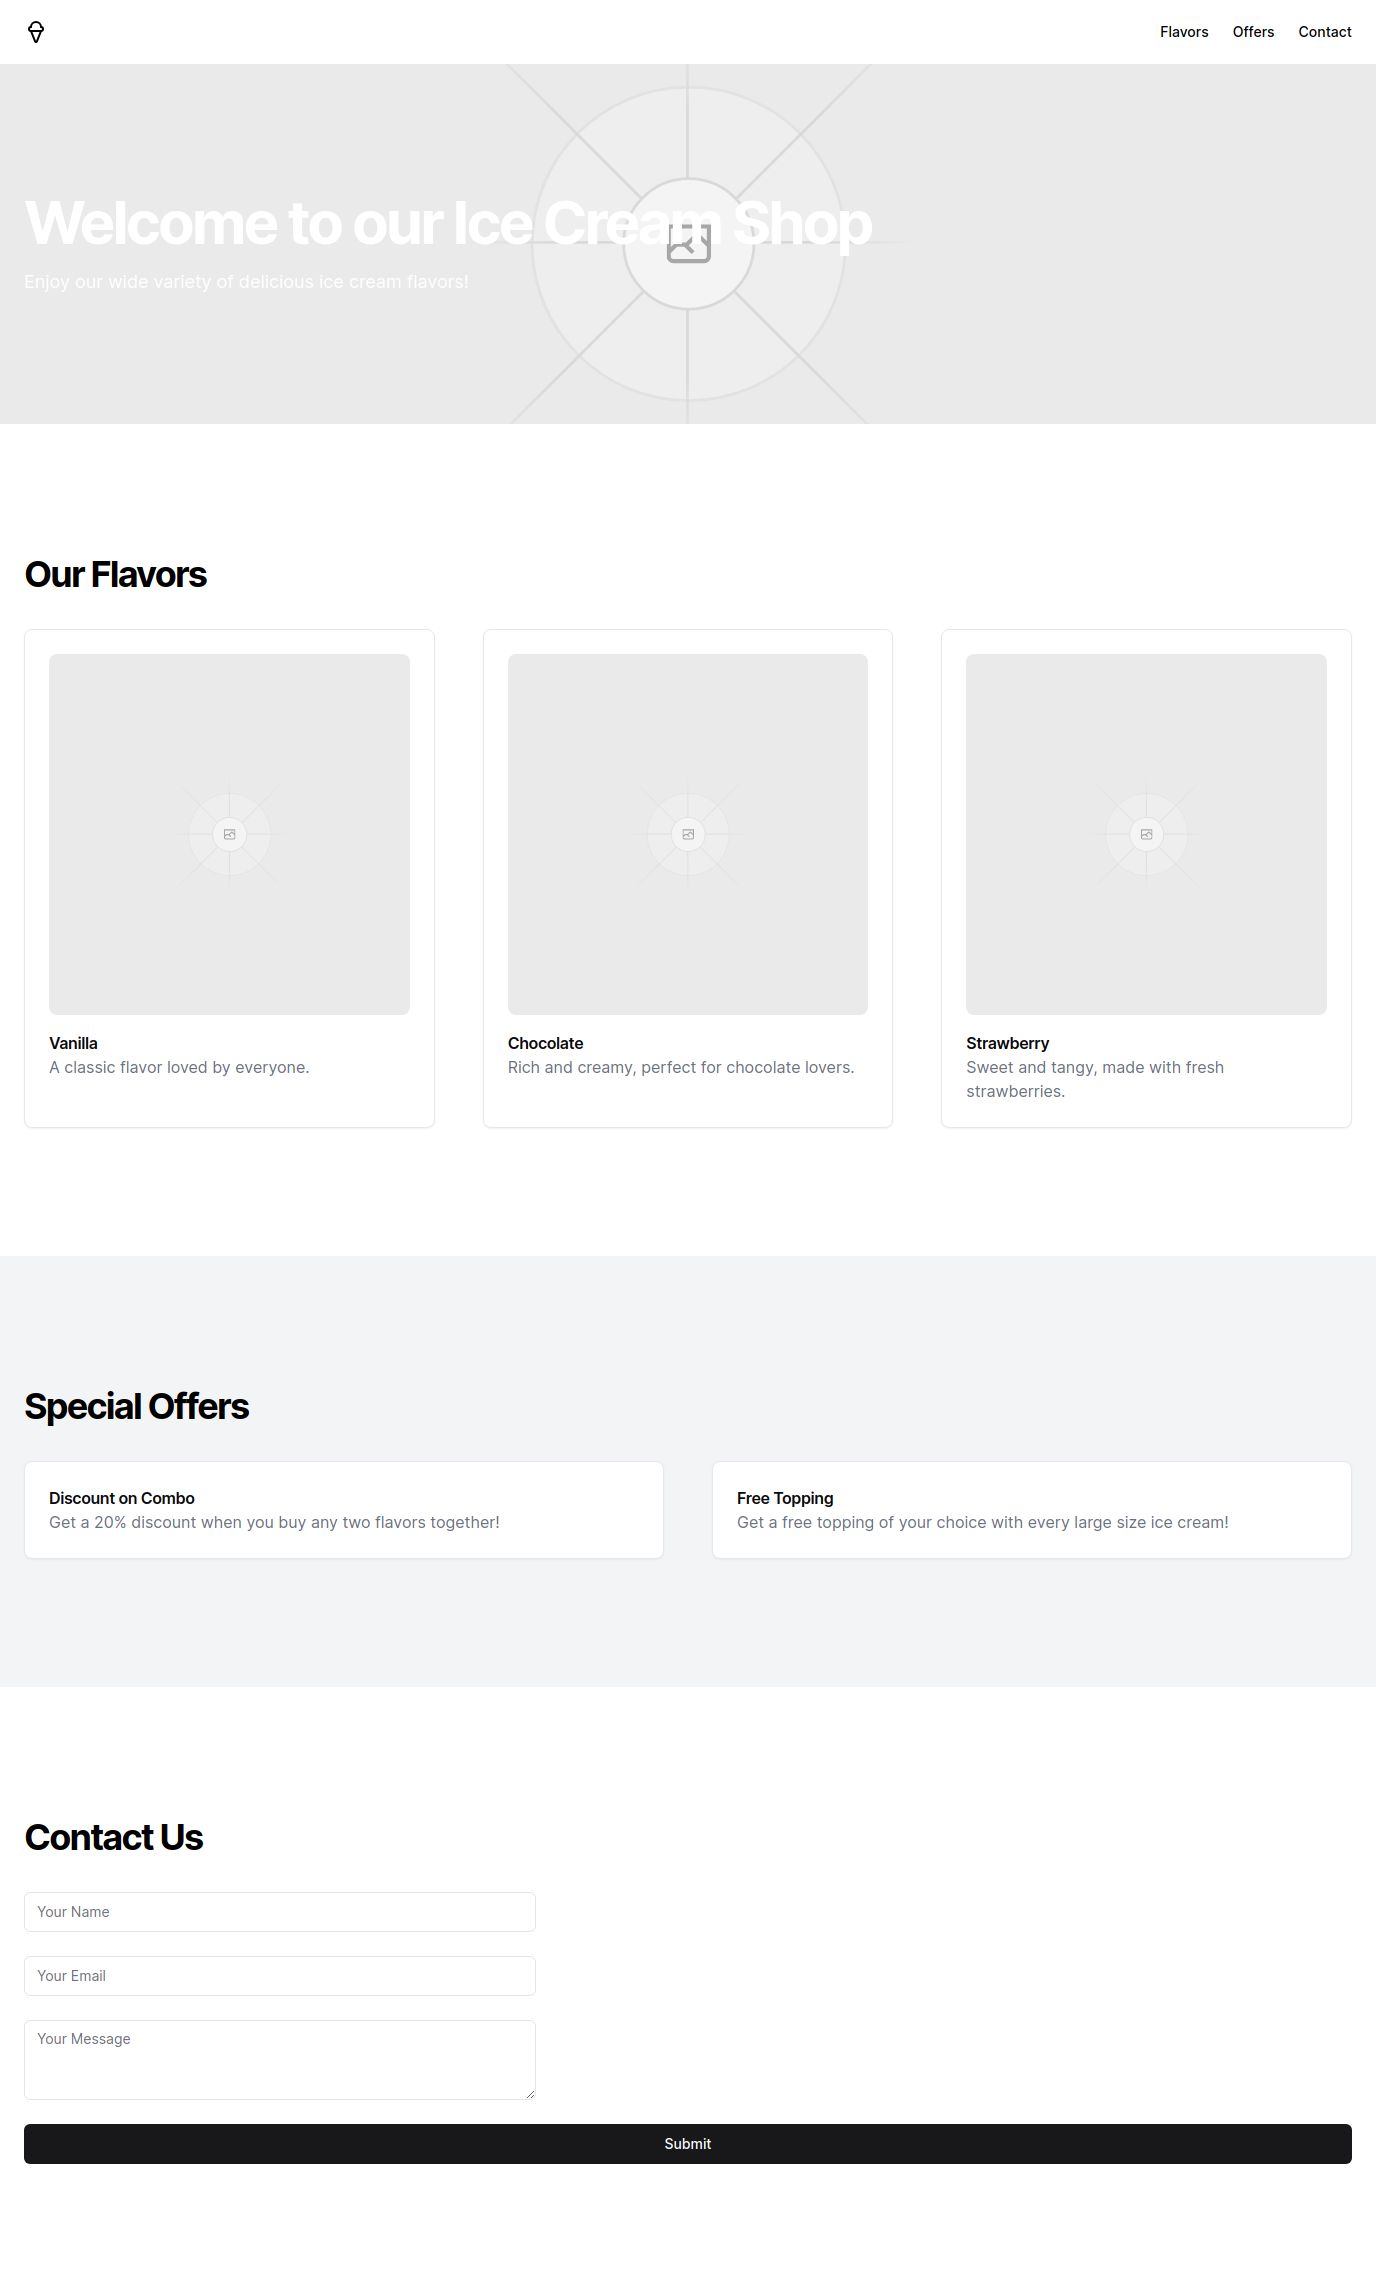 Flavors Offers Contact
Welcome to our Ice Cream Shop
Enjoy our wide variety of delicious ice cream flavors!
Our Flavors
Vanilla
A classic flavor loved by everyone.
Chocolate
Rich and creamy, perfect for chocolate lovers.
Strawberry
Sweet and tangy, made with fresh
strawberries.
Special Offers
Discount on Combo
Get a 20% discount when you buy any two flavors together!
Free Topping
Get a free topping of your choice with every large size ice cream!
Contact Us
Your Name
Your Email
Your Message
Submit